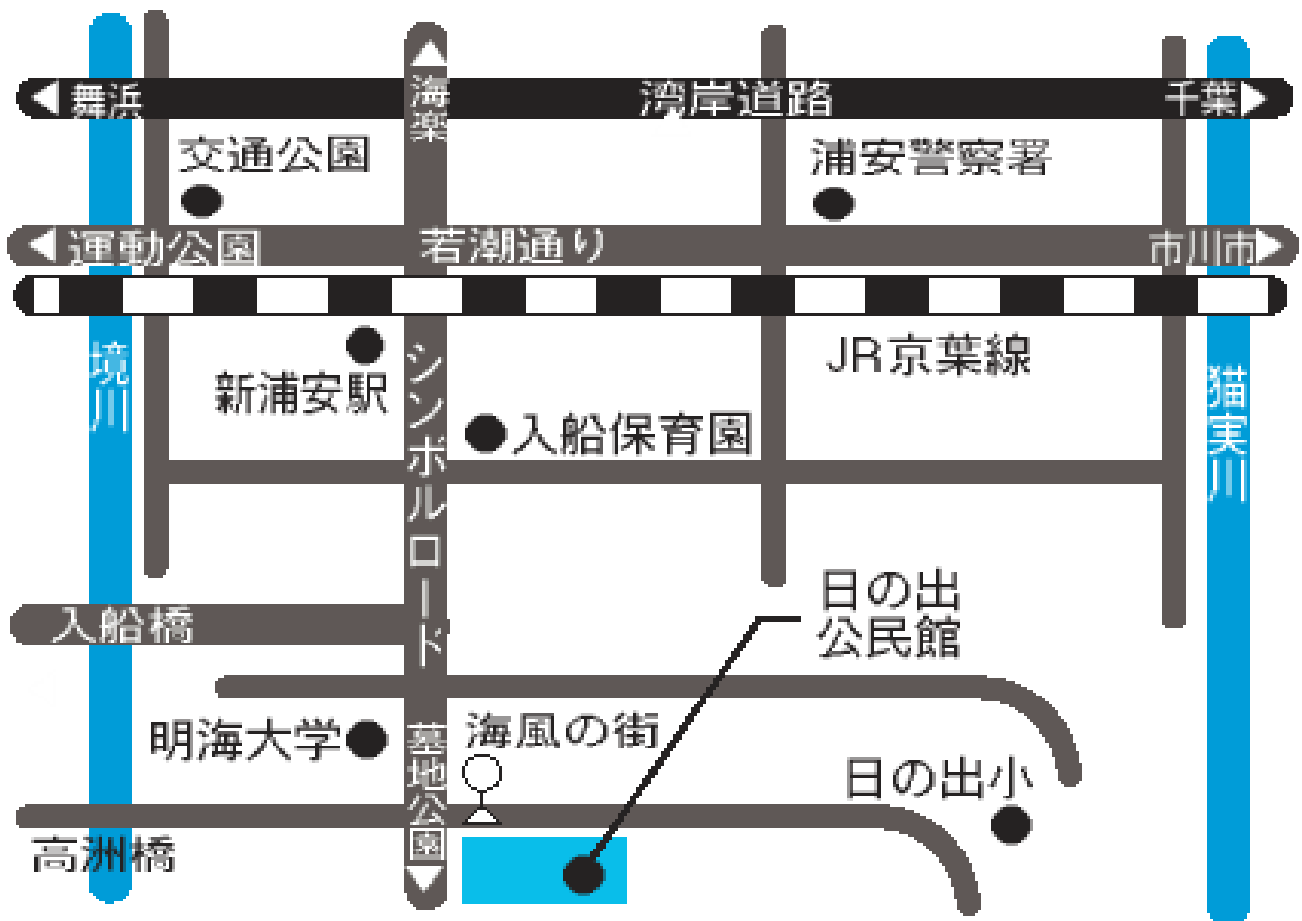 舞浜
海楽
湾岸道路
千葉
交通公園
浦安警察署
運動公園
若潮通り
市川市
境川
新浦安駅
シンボルロード
JR京葉線
猫実川
入船保育園
日の出
公民館
入船橋
明海大学
墓地公園
海風の街
日の出小
高洲橋